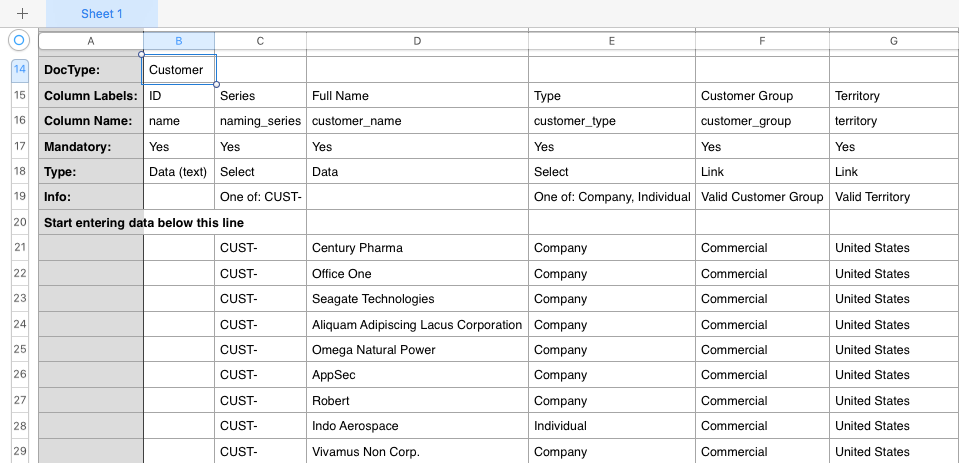 + Sheet 1
A B C D E F G
14 DocType: Customer
15 Column Labels: ID Series Full Name Type Customer Group Territory
16 Column Name: name naming_series customer_name customer_type customer_group territory
17 Mandatory: Yes Yes Yes Yes Yes Yes
18 Type: Data (text) Select Data Select Link Link
19 Info: One of: CUST- One of: Company, Individual Valid Customer Group Valid Territory
20 Start entering data below this line
21 CUST- Century Pharma Company Commercial United States
22 CUST- Office One Company Commercial United States
23 CUST- Seagate Technologies Company Commercial United States
24 CUST- Aliquam Adipiscing Lacus Corporation Company Commercial United States
25 CUST- Omega Natural Power Company Commercial United States
26 CUST- AppSec Company Commercial United States
27 CUST- Robert Company Commercial United States
28 CUST- Indo Aerospace Individual Commercial United States
29 CUST- Vivamus Non Corp. Company Commercial United States